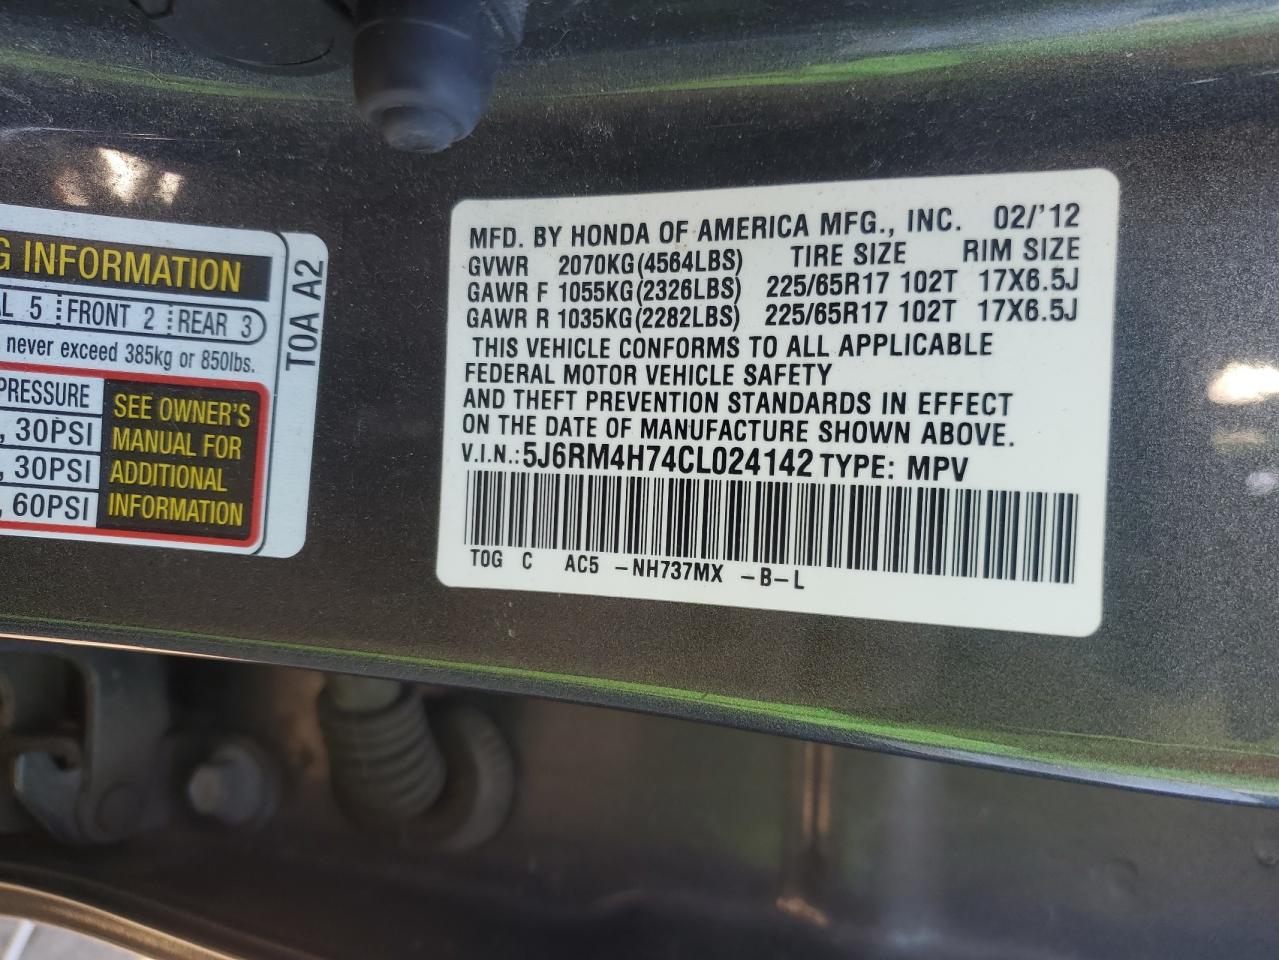 G INFORMATION
AL 5 FRONT 2 REAR 3
never exceed 385kg or 850lbs.
PRESSURE
, 30PSI
, 30PSI
, 60PSI
SEE OWNER'S
MANUAL FOR
ADDITIONAL
INFORMATION
T0A A2
MFD. BY HONDA OF AMERICA MFG., INC. 02/'12
GVWR 2070KG(4564LBS) TIRE SIZE RIM SIZE
GAWR F 1055KG(2326LBS) 225/65R17 102T 17X6.5J
GAWR R 1035KG(2282LBS) 225/65R17 102T 17X6.5J
THIS VEHICLE CONFORMS TO ALL APPLICABLE
FEDERAL MOTOR VEHICLE SAFETY
AND THEFT PREVENTION STANDARDS IN EFFECT
ON THE DATE OF MANUFACTURE SHOWN ABOVE.
V.I.N.: 5J6RM4H74CL024142 TYPE: MPV
T0G C AC5 -NH737MX -B-L